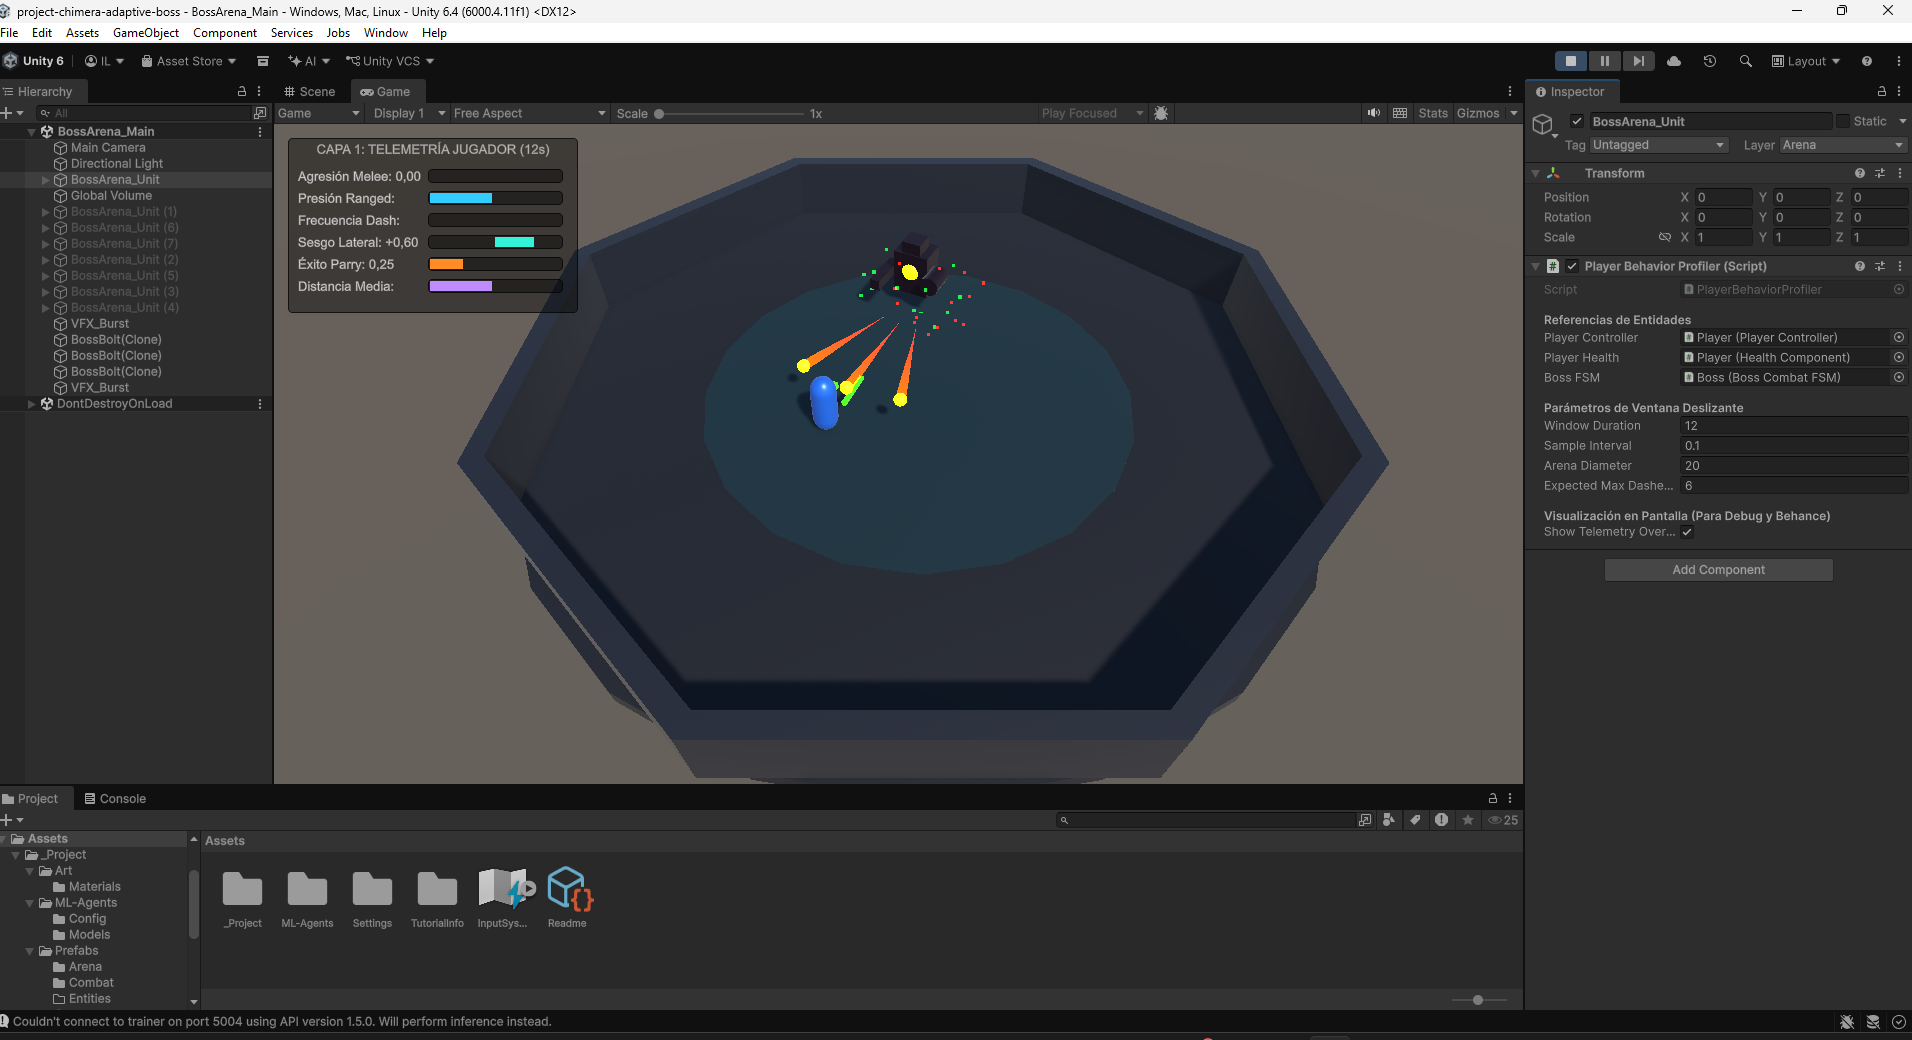 project-chimera-adaptive-boss - BossArena_Main - Windows, Mac, Linux - Unity 6.4 (6000.4.11f1) <DX12>
File Edit Assets GameObject Component Services Jobs Window Help
Unity 6 IL Asset Store AI Unity VCS Layout
Hierarchy
All
BossArena_Main
Main Camera
Directional Light
BossArena_Unit
Global Volume
BossArena_Unit (1)
BossArena_Unit (6)
BossArena_Unit (7)
BossArena_Unit (2)
BossArena_Unit (5)
BossArena_Unit (3)
BossArena_Unit (4)
VFX_Burst
BossBolt(Clone)
BossBolt(Clone)
BossBolt(Clone)
VFX_Burst
DontDestroyOnLoad
Scene Game
Game Display 1 Free Aspect Scale 1x Play Focused Stats Gizmos
CAPA 1: TELEMETRÍA JUGADOR (12s)
Agresión Melee: 0,00
Presión Ranged:
Frecuencia Dash:
Sesgo Lateral: +0,60
Éxito Parry: 0,25
Distancia Media:
Inspector
BossArena_Unit Static
Tag Untagged Layer Arena
Transform
Position X 0 Y 0 Z 0
Rotation X 0 Y 0 Z 0
Scale X 1 Y 1 Z 1
Player Behavior Profiler (Script)
Script PlayerBehaviorProfiler
Referencias de Entidades
Player Controller Player (Player Controller)
Player Health Player (Health Component)
Boss FSM Boss (Boss Combat FSM)
Parámetros de Ventana Deslizante
Window Duration 12
Sample Interval 0.1
Arena Diameter 20
Expected Max Dashe... 6
Visualización en Pantalla (Para Debug y Behance)
Show Telemetry Over...
Add Component
Project Console
25
Assets
_Project
Art
Materials
ML-Agents
Config
Models
Prefabs
Arena
Combat
Entities
Assets
_Project ML-Agents Settings TutorialInfo InputSys... Readme
Couldn't connect to trainer on port 5004 using API version 1.5.0. Will perform inference instead.